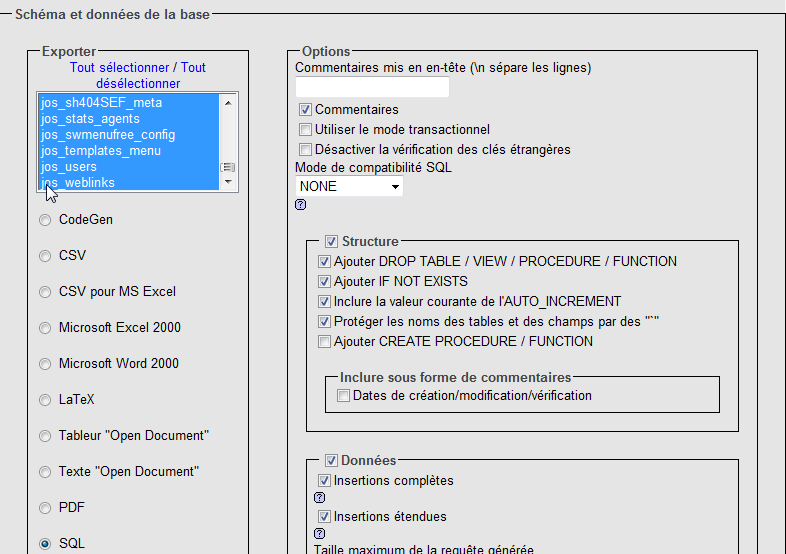 Schéma et données de la base
Exporter
Tout sélectionner / Tout
désélectionner
jos_sh404SEF_meta
jos_stats_agents
jos_swmenufree_config
jos_templates_menu
jos_users
jos_weblinks
CodeGen
CSV
CSV pour MS Excel
Microsoft Excel 2000
Microsoft Word 2000
LaTeX
Tableur "Open Document"
Texte "Open Document"
PDF
SQL
Options
Commentaires mis en en-tête (\n sépare les lignes)
Commentaires
Utiliser le mode transactionnel
Désactiver la vérification des clés étrangères
Mode de compatibilité SQL
NONE
?
Structure
Ajouter DROP TABLE / VIEW / PROCEDURE / FUNCTION
Ajouter IF NOT EXISTS
Inclure la valeur courante de l'AUTO_INCREMENT
Protéger les noms des tables et des champs par des "`"
Ajouter CREATE PROCEDURE / FUNCTION
Inclure sous forme de commentaires
Dates de création/modification/vérification
Données
Insertions complètes
?
Insertions étendues
?
Taille maximum de la requête générée